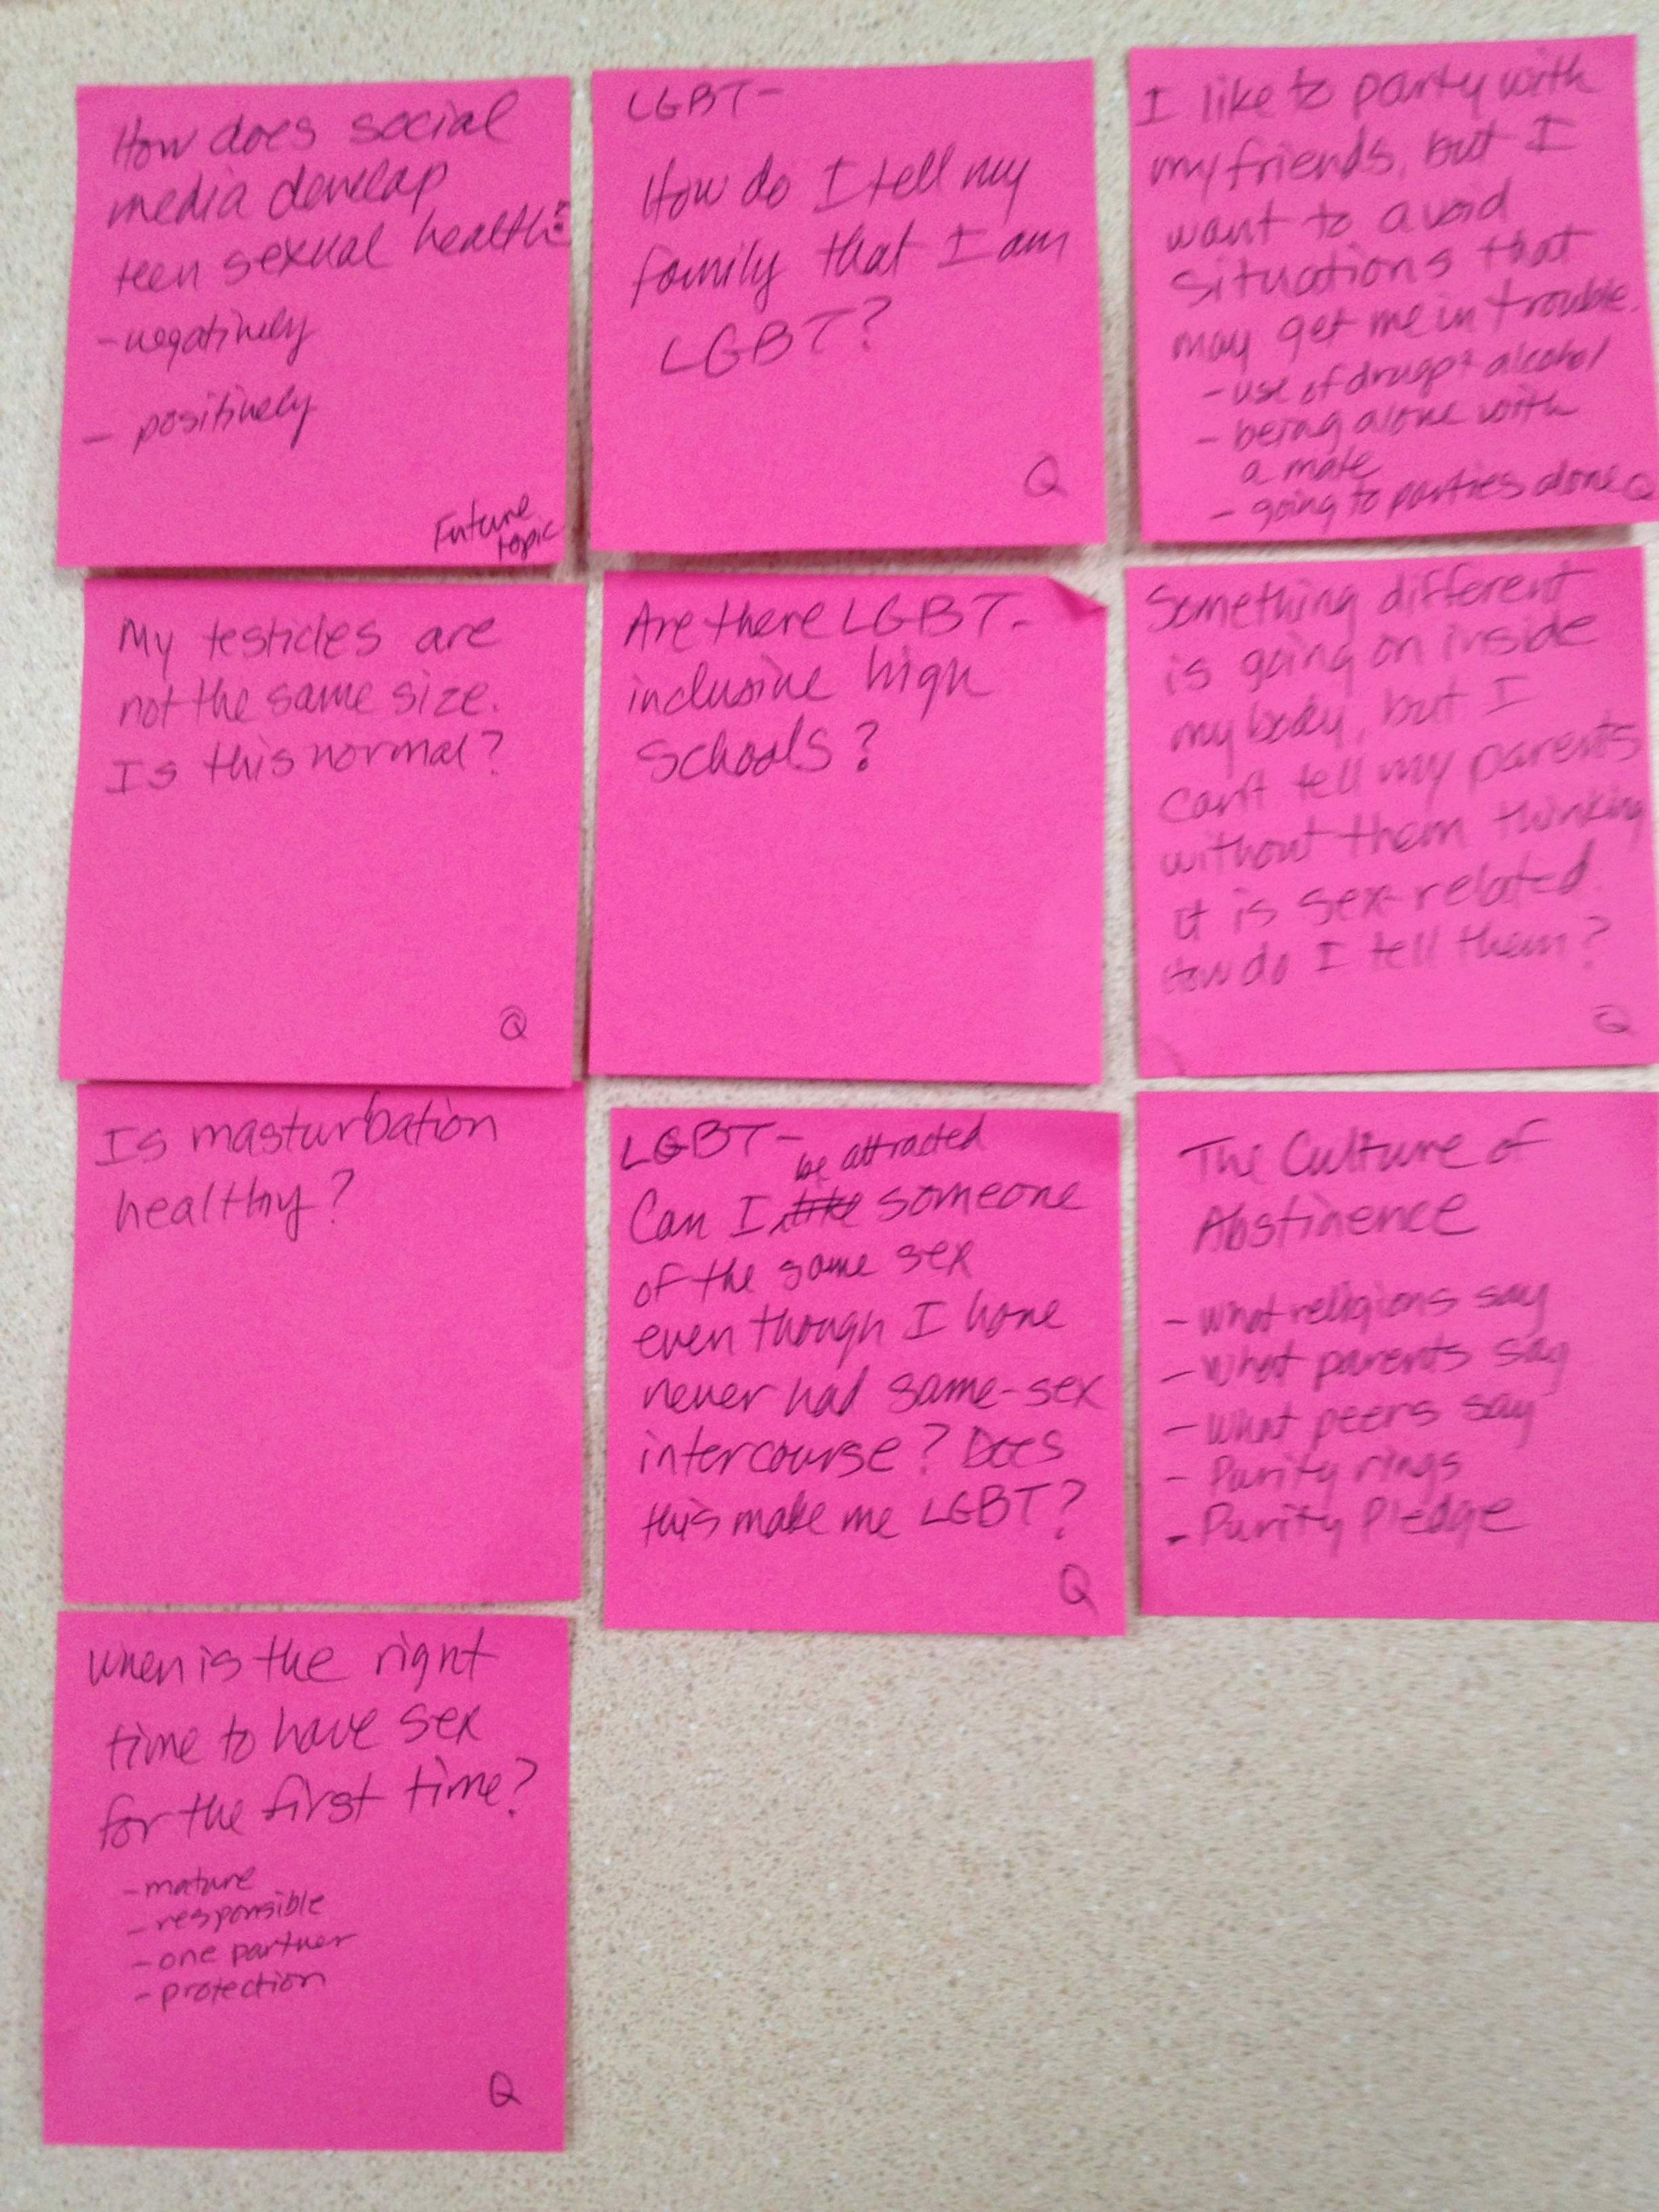 How does social
media develop
teen sexual health:
- negatively
- positively
Future
topic
LGBT-
How do I tell my
family that I am
LGBT?
Q
I like to party with
my friends, but I
want to avoid
situations that
may get me in trouble.
- use of drugs + alcohol
- being alone with
a male
- going to parties alone
Q
My testicles are
not the same size.
Is this normal?
Q
Are there LGBT-
inclusive high
schools?
Something different
is going on inside
my body, but I
can't tell my parents
without them thinking
it is sex-related.
How do I tell them?
Q
Is masturbation
healthy?
LGBT-
be attracted
Can I like someone
of the same sex
even though I have
never had same-sex
intercourse? Does
this make me LGBT?
Q
The Culture of
Abstinence
- What religions say
- What parents say
- What peers say
- Purity rings
- Purity Pledge
When is the right
time to have sex
for the first time?
- mature
- responsible
- one partner
- protection
Q